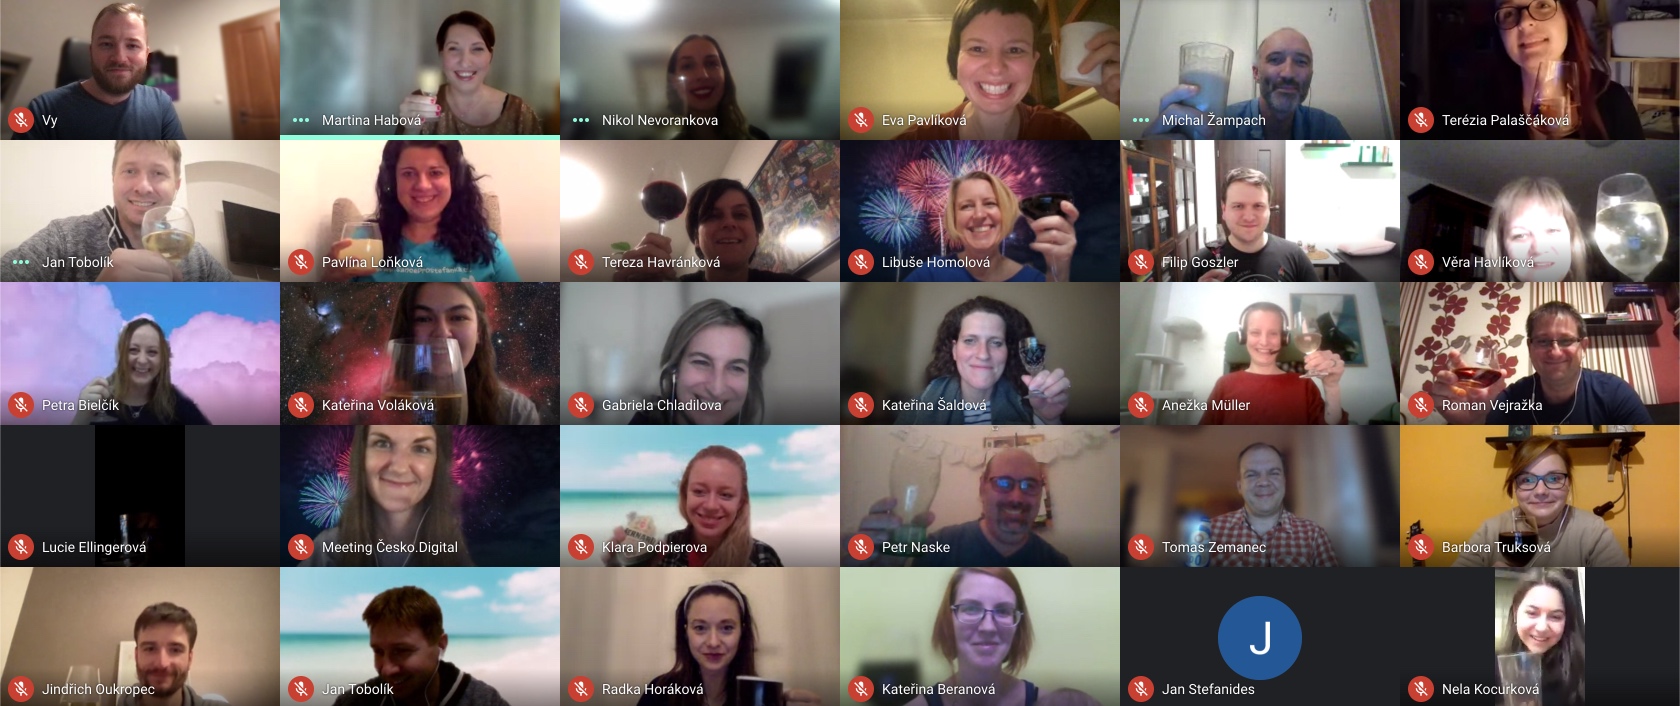 Vy
Martina Habová
Nikol Nevorankova
Eva Pavlíková
Michal Žampach
Terézia Palaščáková
Jan Tobolík
Pavlína Loňková
Tereza Havránková
Libuše Homolová
Filip Goszler
Věra Havlíková
Petra Bielčík
Kateřina Voláková
Gabriela Chladilova
Kateřina Šaldová
Anežka Müller
Roman Vejražka
Lucie Ellingerová
Meeting Česko.Digital
Klara Podpierova
Petr Naske
Tomas Zemanec
Barbora Truksová
Jindřich Oukropec
Jan Tobolík
Radka Horáková
Kateřina Beranová
J
Jan Stefanides
Nela Kocurková